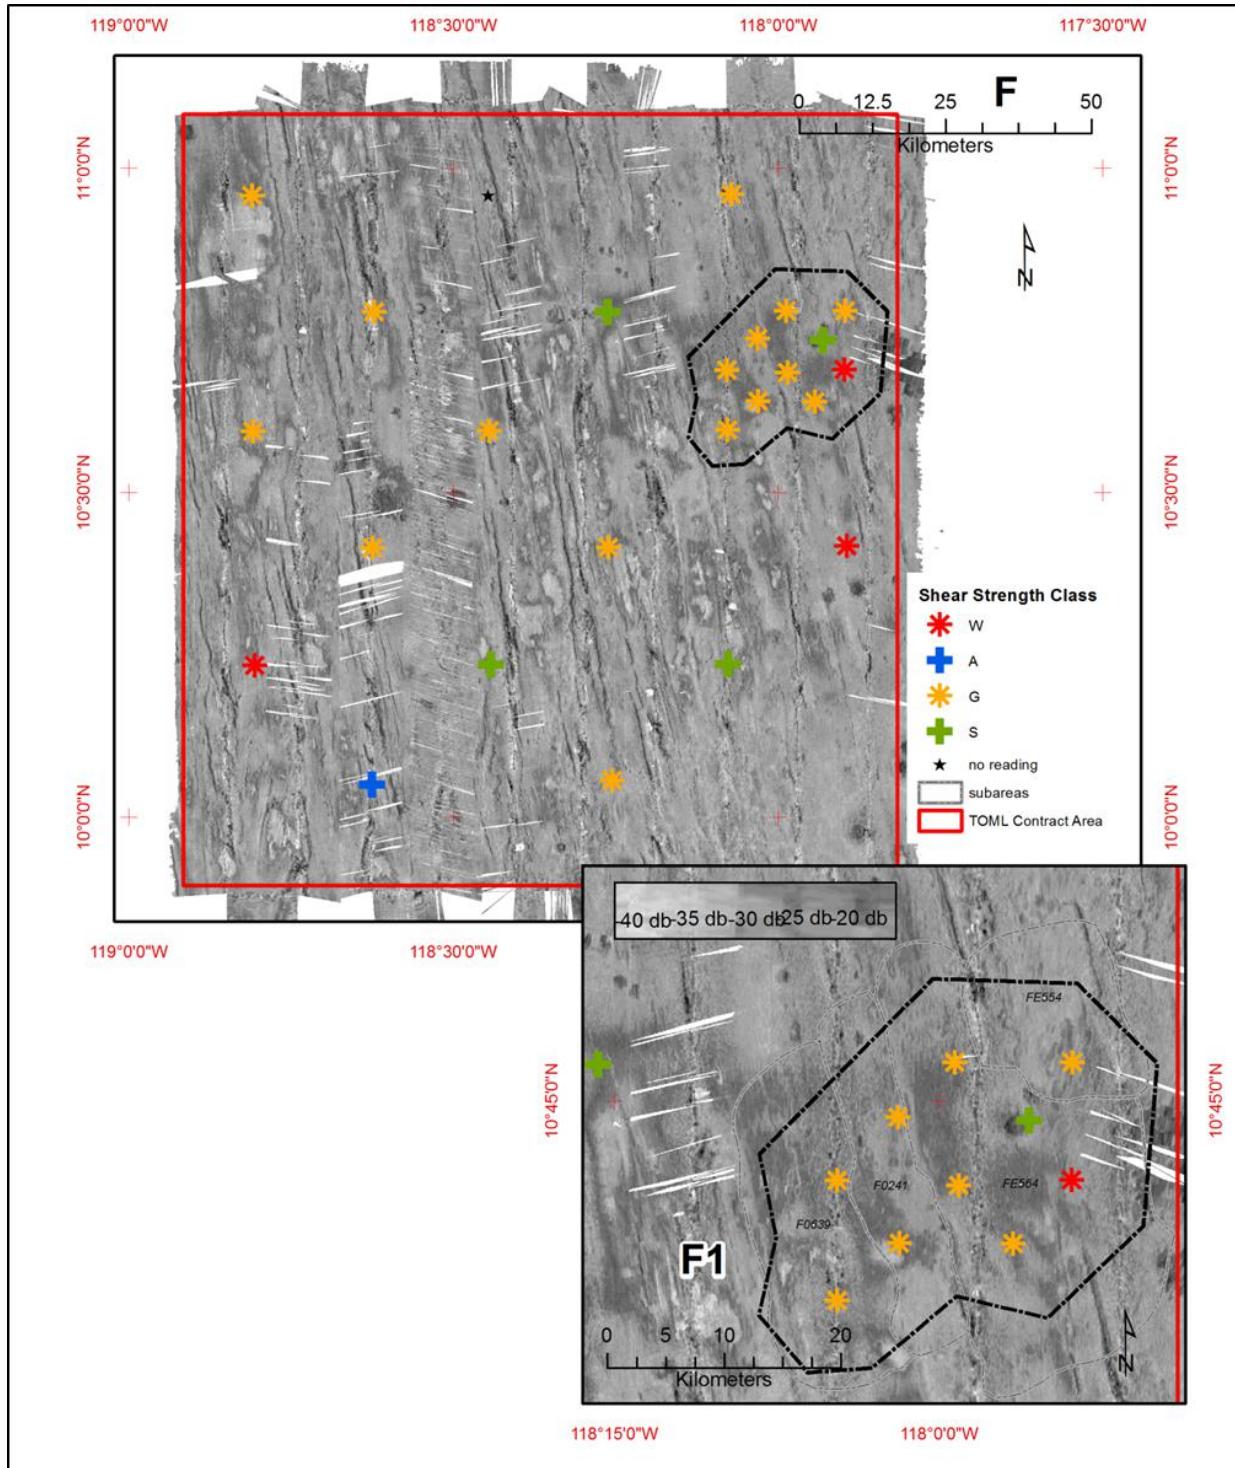 119°0'0"W 118°30'0"W 118°0'0"W 117°30'0"W
F
0 12.5 25 50
Kilometers
11°0'0"N 11°0'0"N
N
10°30'0"N 10°30'0"N
Shear Strength Class
W
A
G
S
no reading
subareas
TOML Contract Area
10°0'0"N 10°0'0"N
119°0'0"W 118°30'0"W
-40 db -35 db -30 db -25 db -20 db
FE554
10°45'0"N 10°45'0"N
F0241 FE564
F0639
F1
0 5 10 20
Kilometers
N
118°15'0"W 118°0'0"W